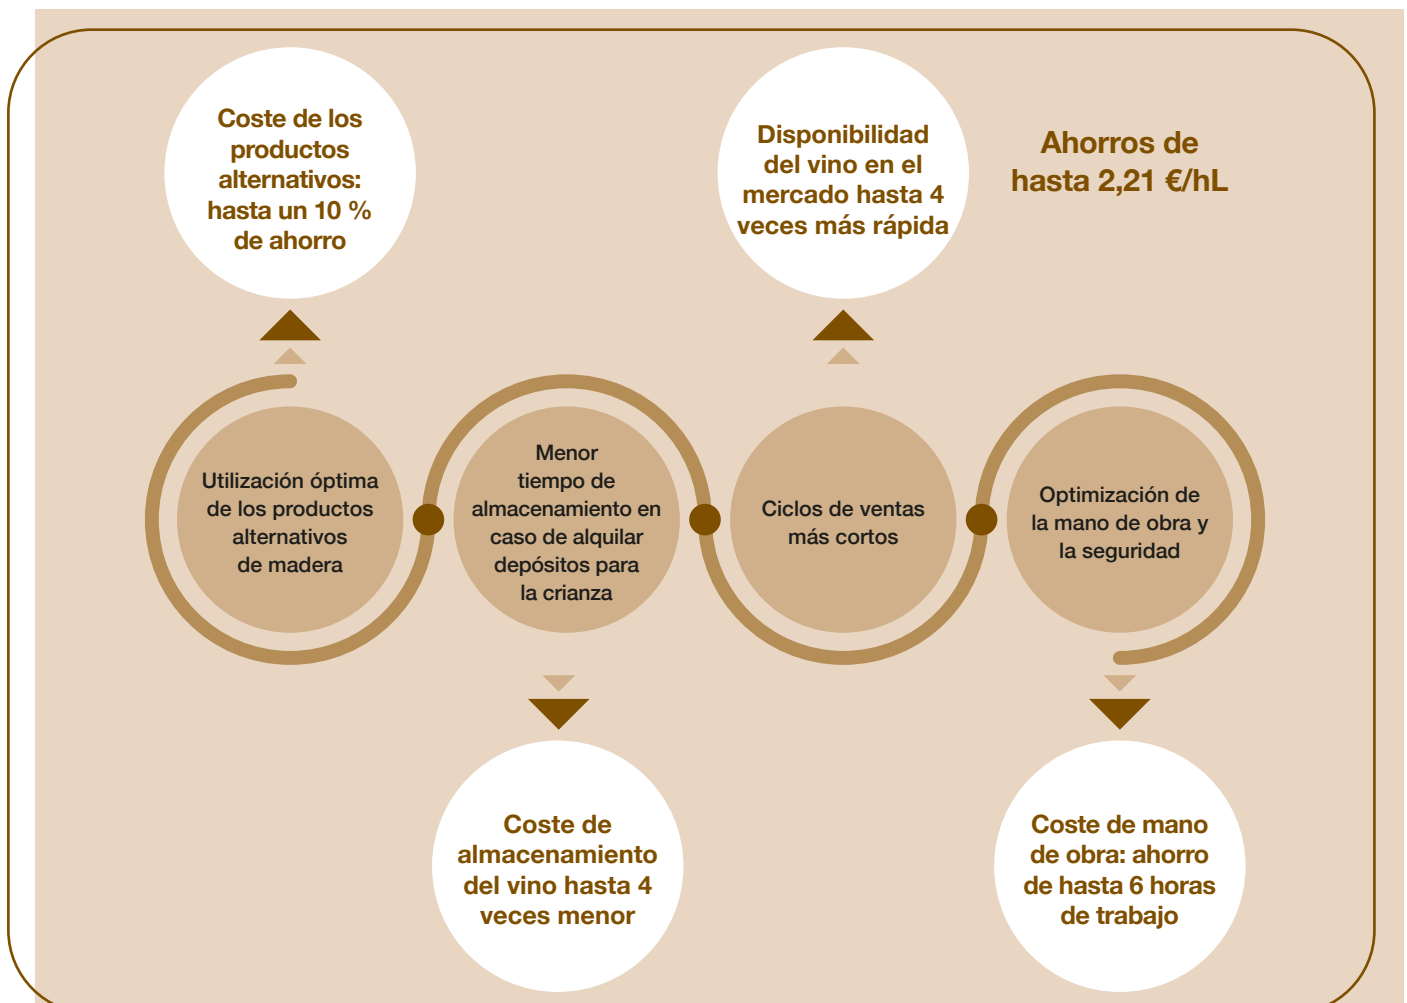 Coste de los
productos
alternativos:
hasta un 10 %
de ahorro
Disponibilidad
del vino en el
mercado hasta 4
veces más rápida
Ahorros de
hasta 2,21 €/hL
Utilización óptima
de los productos
alternativos
de madera
Menor
tiempo de
almacenamiento en
caso de alquilar
depósitos para
la crianza
Ciclos de ventas
más cortos
Optimización de
la mano de obra y
la seguridad
Coste de
almacenamiento
del vino hasta 4
veces menor
Coste de mano
de obra: ahorro
de hasta 6 horas
de trabajo